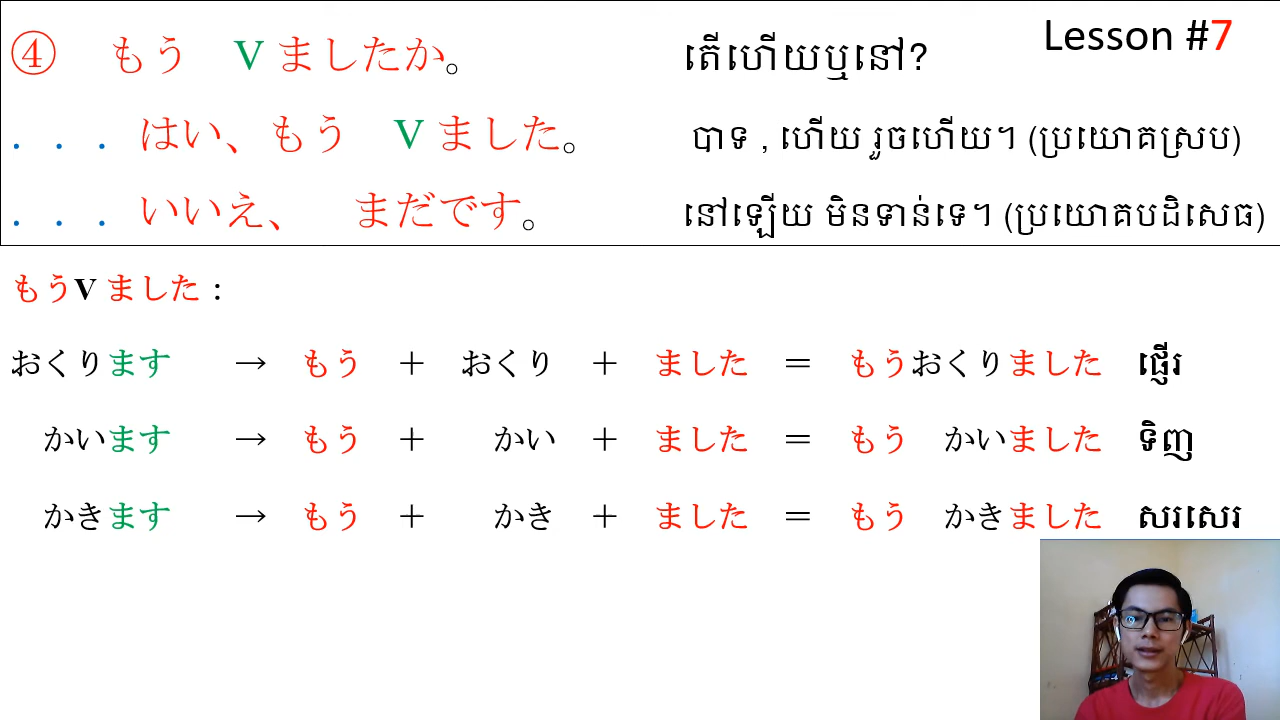 Lesson #7
④ もう V ましたか。 តើហើយឬនៅ?
. . . はい、もう V ました。 បាទ , ហើយ រួចហើយ។ (ប្រយោគស្រប)
. . . いいえ、 まだです。 នៅឡើយ មិនទាន់ទេ។ (ប្រយោគបដិសេធ)
もうV ました :
おくります → もう + おくり + ました = もうおくりました ផ្ញើរ
かいます → もう + かい + ました = もう かいました ទិញ
かきます → もう + かき + ました = もう かきました សរសេរ